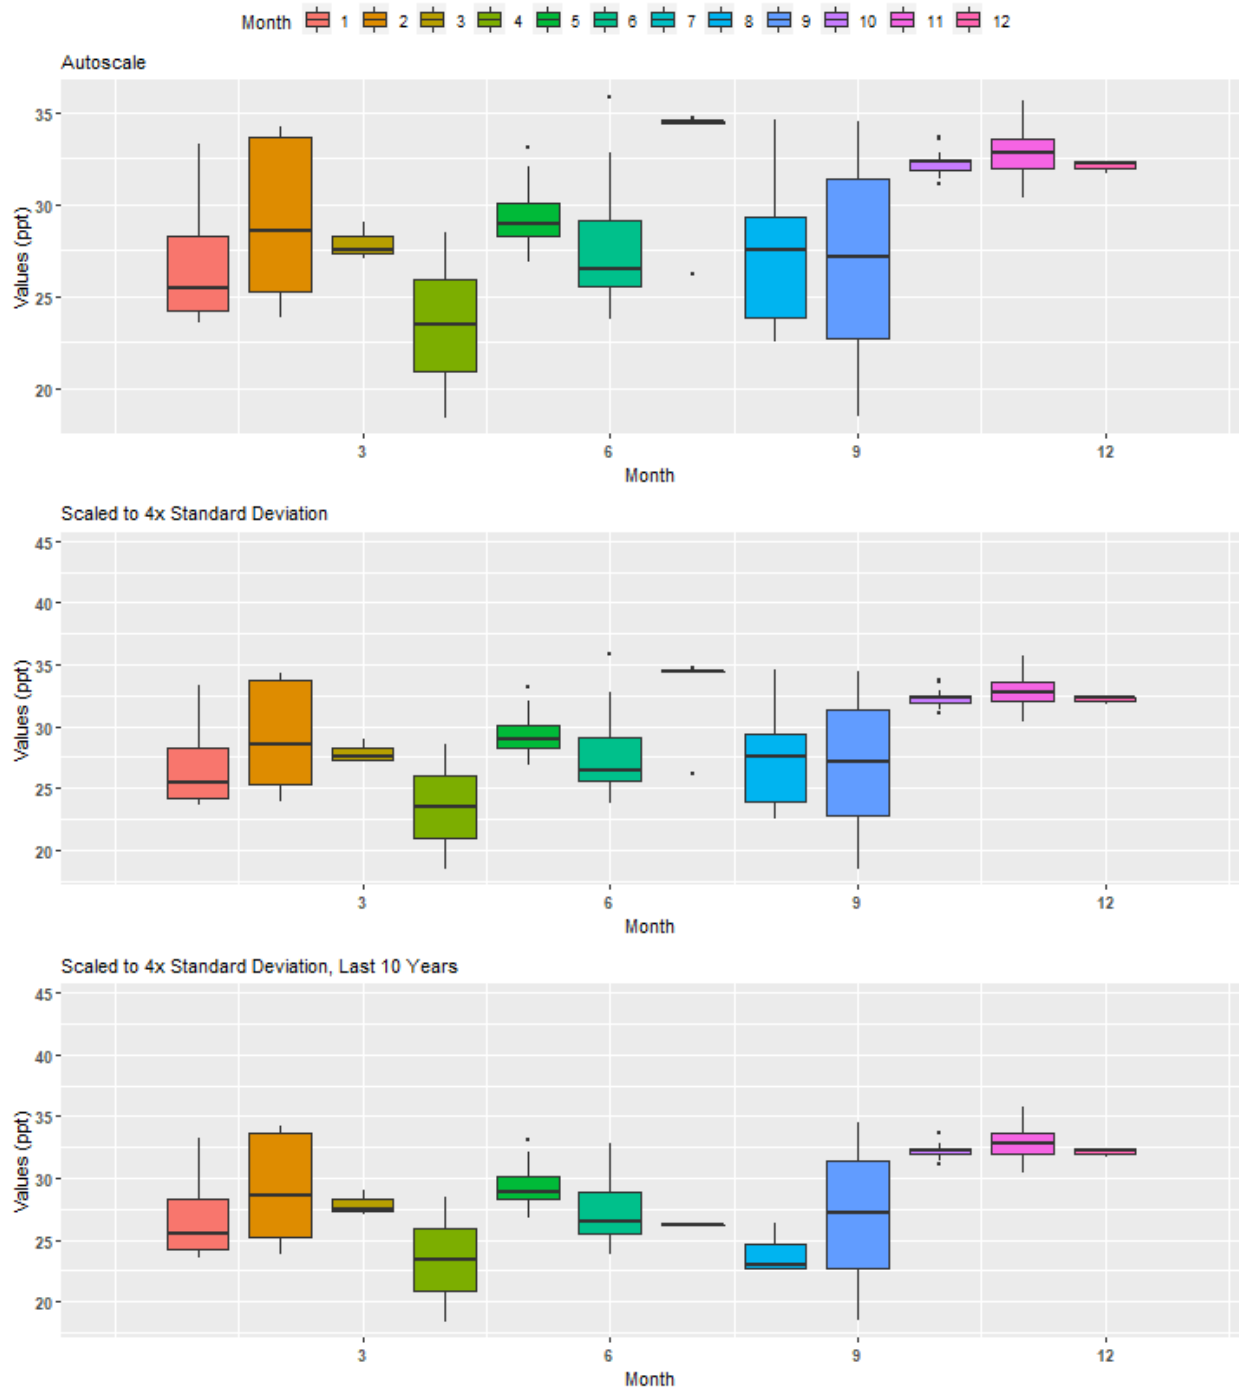 Month 1 2 3 4 5 6 7 8 9 10 11 12
Autoscale
Values (ppt)
35
30
25
20
3 6 9 12
Month
Scaled to 4x Standard Deviation
Values (ppt)
45
40
35
30
25
20
3 6 9 12
Month
Scaled to 4x Standard Deviation, Last 10 Years
Values (ppt)
45
40
35
30
25
20
3 6 9 12
Month